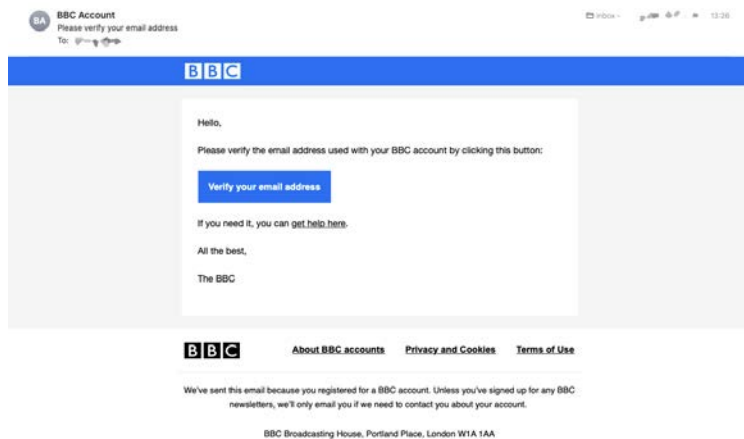 BA
BBC Account
Please verify your email address
To:
Inbox
13:26
BBC
Hello,
Please verify the email address used with your BBC account by clicking this button:
Verify your email address
If you need it, you can get help here.
All the best,
The BBC
BBC
About BBC accounts Privacy and Cookies Terms of Use
We've sent this email because you registered for a BBC account. Unless you've signed up for any BBC
newsletters, we'll only email you if we need to contact you about your account.
BBC Broadcasting House, Portland Place, London W1A 1AA